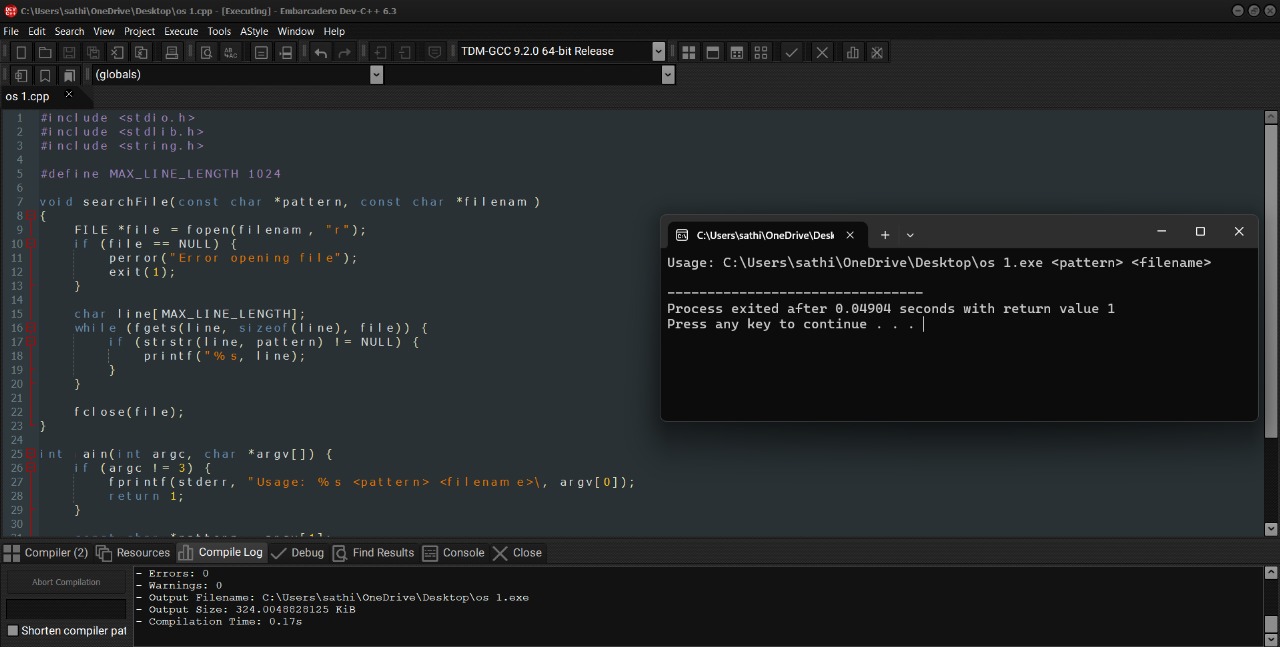 C:\Users\sathi\OneDrive\Desktop\os 1.cpp - [Executing] - Embarcadero Dev-C++ 6.3
File Edit Search View Project Execute Tools AStyle Window Help
TDM-GCC 9.2.0 64-bit Release
(globals)
os 1.cpp
1 #include <stdio.h>
2 #include <stdlib.h>
3 #include <string.h>
4
5 #define MAX_LINE_LENGTH 1024
6
7 void searchFile(const char *pattern, const char *filenam )
8 {
9 FILE *file = fopen(filenam , "r");
10 if (file == NULL) {
11 perror("Error opening file");
12 exit(1);
13 }
14
15 char line[MAX_LINE_LENGTH];
16 while (fgets(line, sizeof(line), file)) {
17 if (strstr(line, pattern) != NULL) {
18 printf("%s, line);
19 }
20 }
21
22 fclose(file);
23 }
24
25 int ain(int argc, char *argv[]) {
26 if (argc != 3) {
27 fprintf(stderr, "Usage: %s <pattern> <filename>\, argv[0]);
28 return 1;
29 }
30
C:\Users\sathi\OneDrive\Desk
Usage: C:\Users\sathi\OneDrive\Desktop\os 1.exe <pattern> <filename>
--------------------------------
Process exited after 0.04904 seconds with return value 1
Press any key to continue . . .
Compiler (2) Resources Compile Log Debug Find Results Console Close
Abort Compilation
Shorten compiler pat
- Errors: 0
- Warnings: 0
- Output Filename: C:\Users\sathi\OneDrive\Desktop\os 1.exe
- Output Size: 324.0048828125 KiB
- Compilation Time: 0.17s